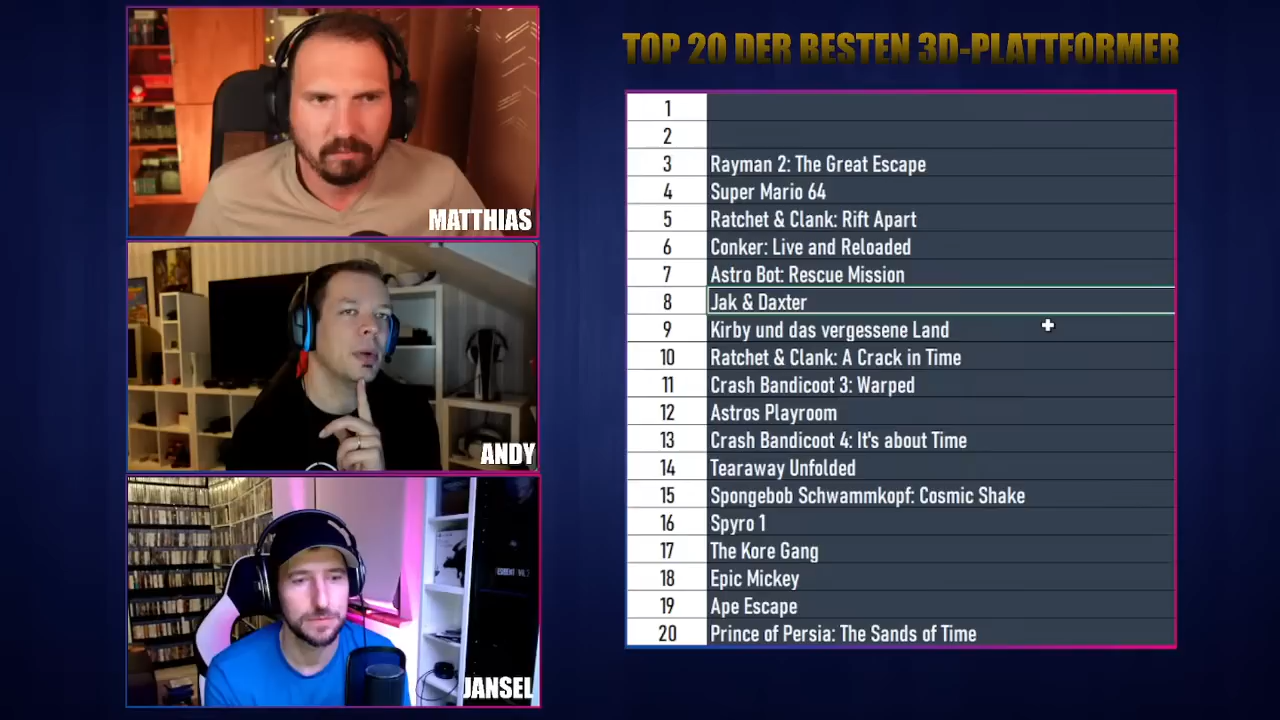 TOP 20 DER BESTEN 3D-PLATTFORMER
MATTHIAS
ANDY
JANSEL
1
2
3 Rayman 2: The Great Escape
4 Super Mario 64
5 Ratchet & Clank: Rift Apart
6 Conker: Live and Reloaded
7 Astro Bot: Rescue Mission
8 Jak & Daxter
9 Kirby und das vergessene Land
10 Ratchet & Clank: A Crack in Time
11 Crash Bandicoot 3: Warped
12 Astros Playroom
13 Crash Bandicoot 4: It's about Time
14 Tearaway Unfolded
15 Spongebob Schwammkopf: Cosmic Shake
16 Spyro 1
17 The Kore Gang
18 Epic Mickey
19 Ape Escape
20 Prince of Persia: The Sands of Time